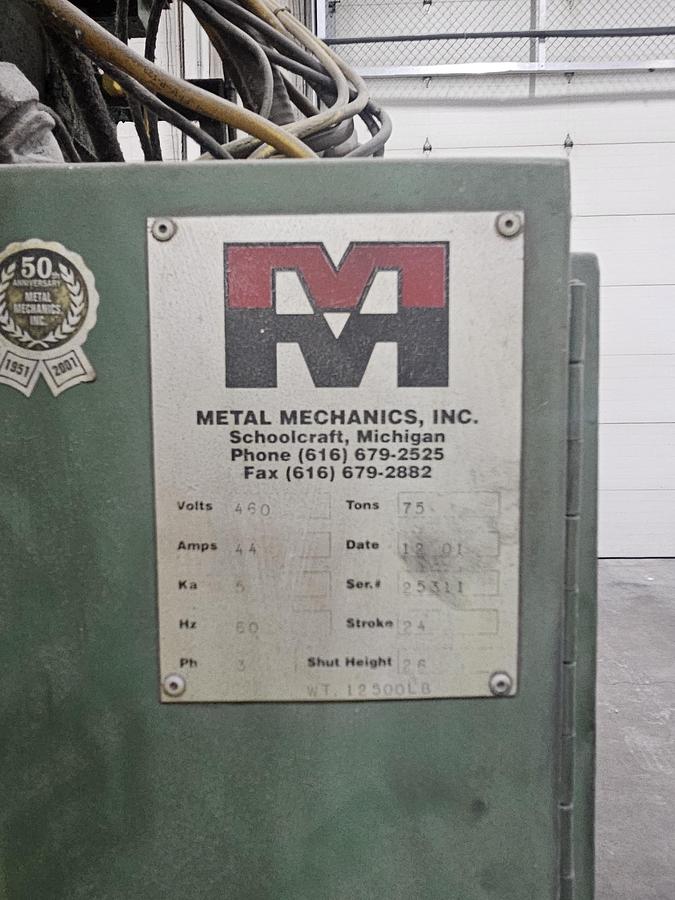 50th
ANNIVERSARY
METAL
MECHANICS,
INC.
1951 2001
METAL MECHANICS, INC.
Schoolcraft, Michigan
Phone (616) 679-2525
Fax (616) 679-2882
Volts 460 Tons 75
Amps 44 Date 12 01
Ka 5 Ser.# 25311
Hz 60 Stroke 24
Ph 3 Shut Height 26
WT. 12500LB